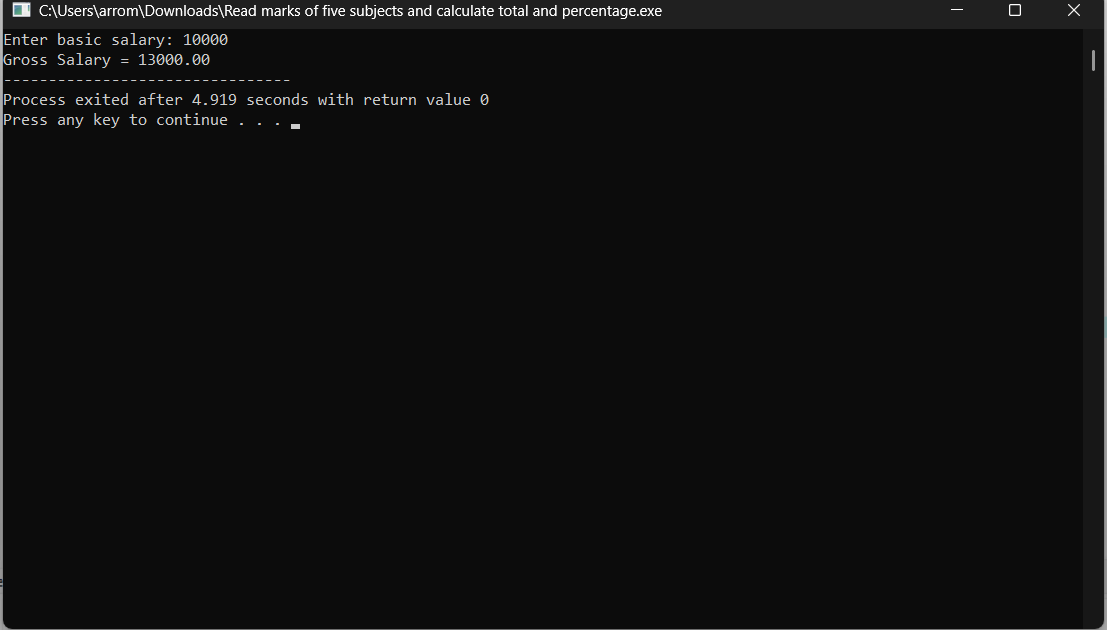 C:\Users\arrom\Downloads\Read marks of five subjects and calculate total and percentage.exe
Enter basic salary: 10000
Gross Salary = 13000.00
--------------------------------
Process exited after 4.919 seconds with return value 0
Press any key to continue . . .